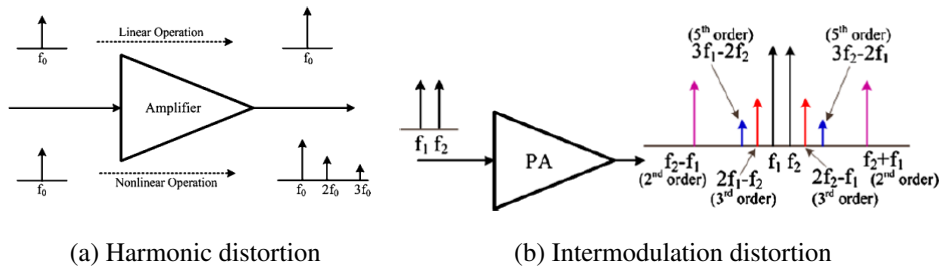 Linear Operation
f₀
f₀
Amplifier
f₀
Nonlinear Operation
f₀ 2f₀ 3f₀
(a) Harmonic distortion
(5th order)
3f₁-2f₂
(5th order)
3f₂-2f₁
f₁ f₂
PA
f₂-f₁
(2nd order)
2f₁-f₂
(3rd order)
f₁ f₂
2f₂-f₁
(3rd order)
f₂+f₁
(2nd order)
(b) Intermodulation distortion